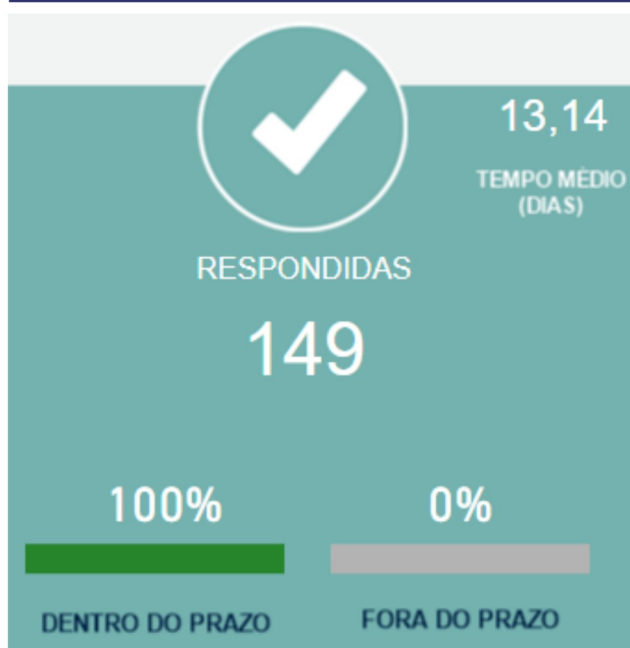 13,14
TEMPO MÉDIO
(DIAS)
RESPONDIDAS
149
100%
0%
DENTRO DO PRAZO
FORA DO PRAZO